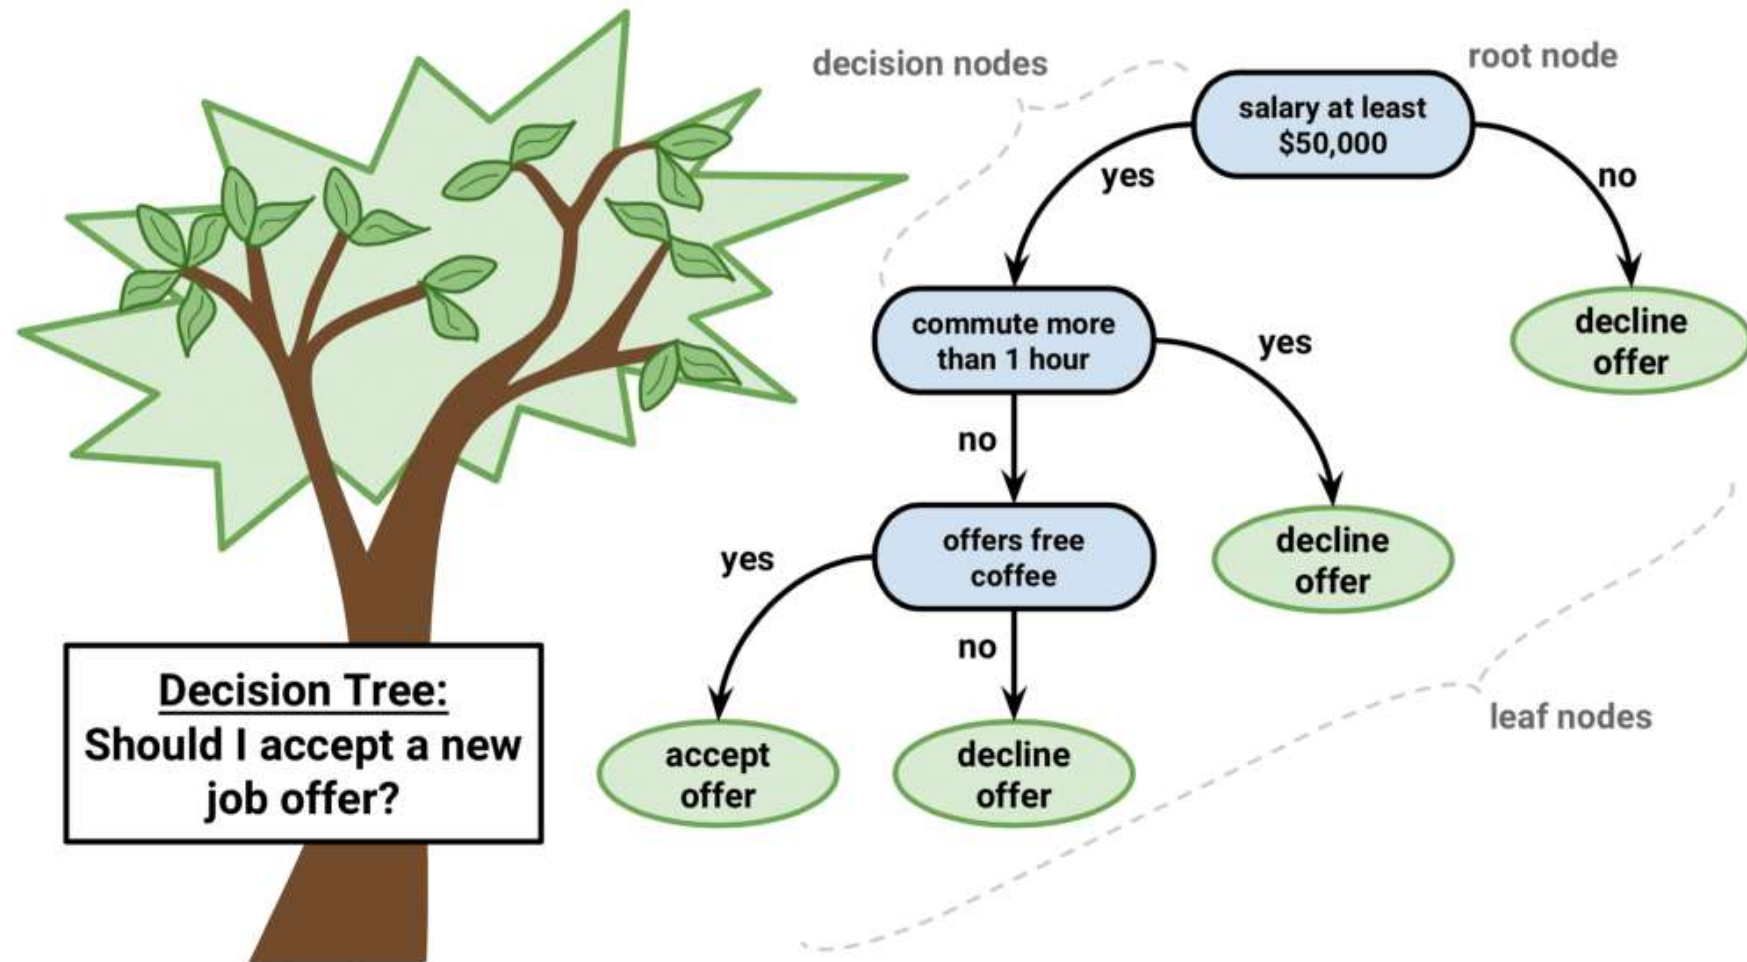 decision nodes
root node
salary at least
$50,000
yes
no
commute more
than 1 hour
yes
decline
offer
no
offers free
coffee
decline
offer
yes
no
leaf nodes
accept
offer
decline
offer
Decision Tree:
Should I accept a new
job offer?